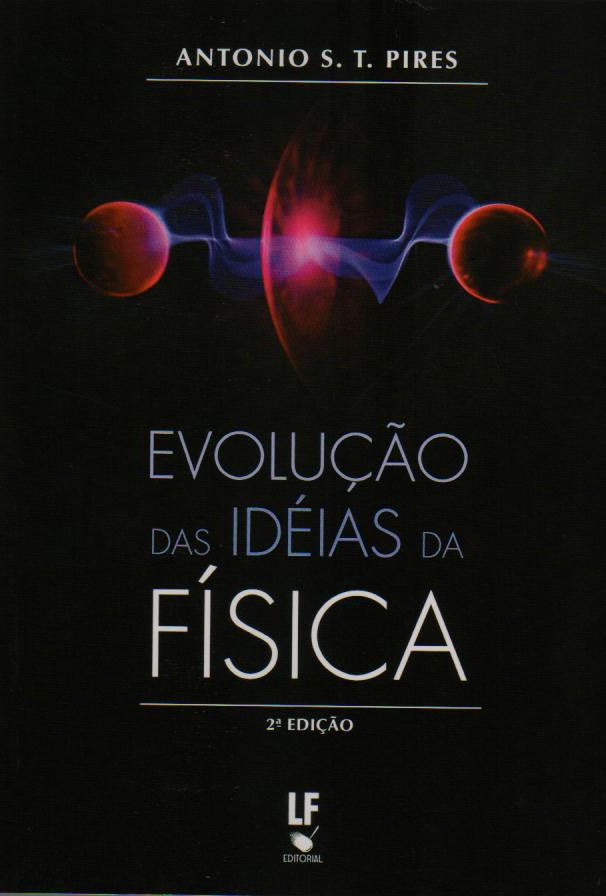 ANTONIO S. T. PIRES
EVOLUÇÃO
DAS IDÉIAS DA
FÍSICA
2ª EDIÇÃO
LF
EDITORIAL